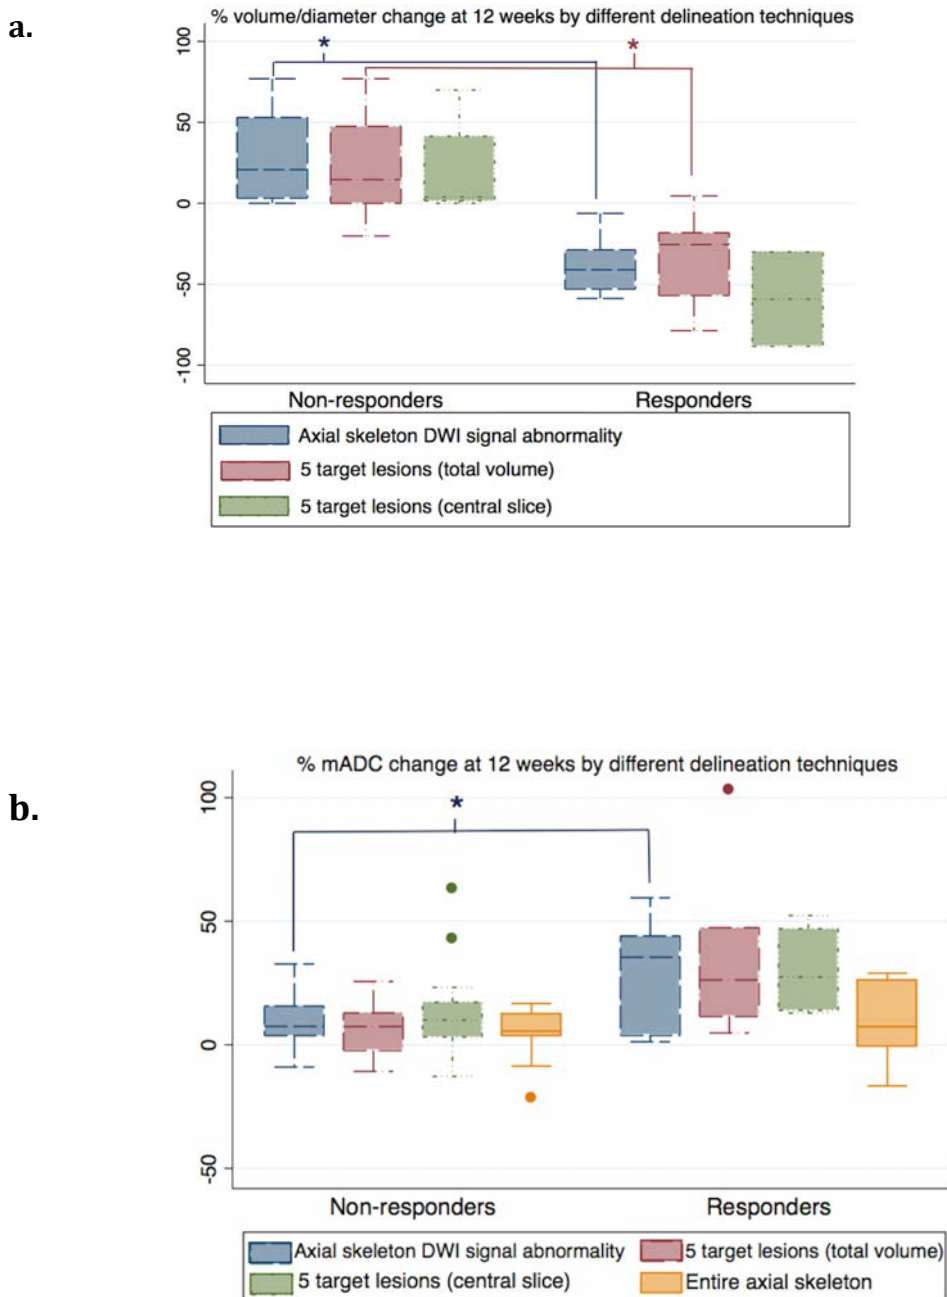 a.
% volume/diameter change at 12 weeks by different delineation techniques
100
*
*
50
0
-50
-100
Non-responders Responders
Axial skeleton DWI signal abnormality
5 target lesions (total volume)
5 target lesions (central slice)
b.
% mADC change at 12 weeks by different delineation techniques
100
*
50
0
-50
Non-responders Responders
Axial skeleton DWI signal abnormality 5 target lesions (total volume)
5 target lesions (central slice) Entire axial skeleton